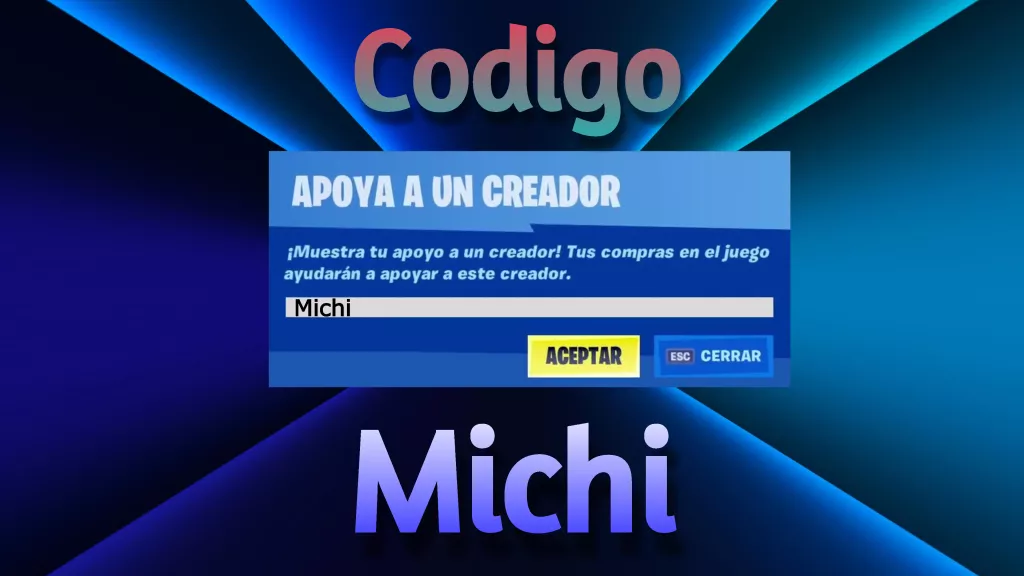 Codigo
APOYA A UN CREADOR
¡Muestra tu apoyo a un creador! Tus compras en el juego
ayudarán a apoyar a este creador.
Michi
ACEPTAR
ESC CERRAR
Michi